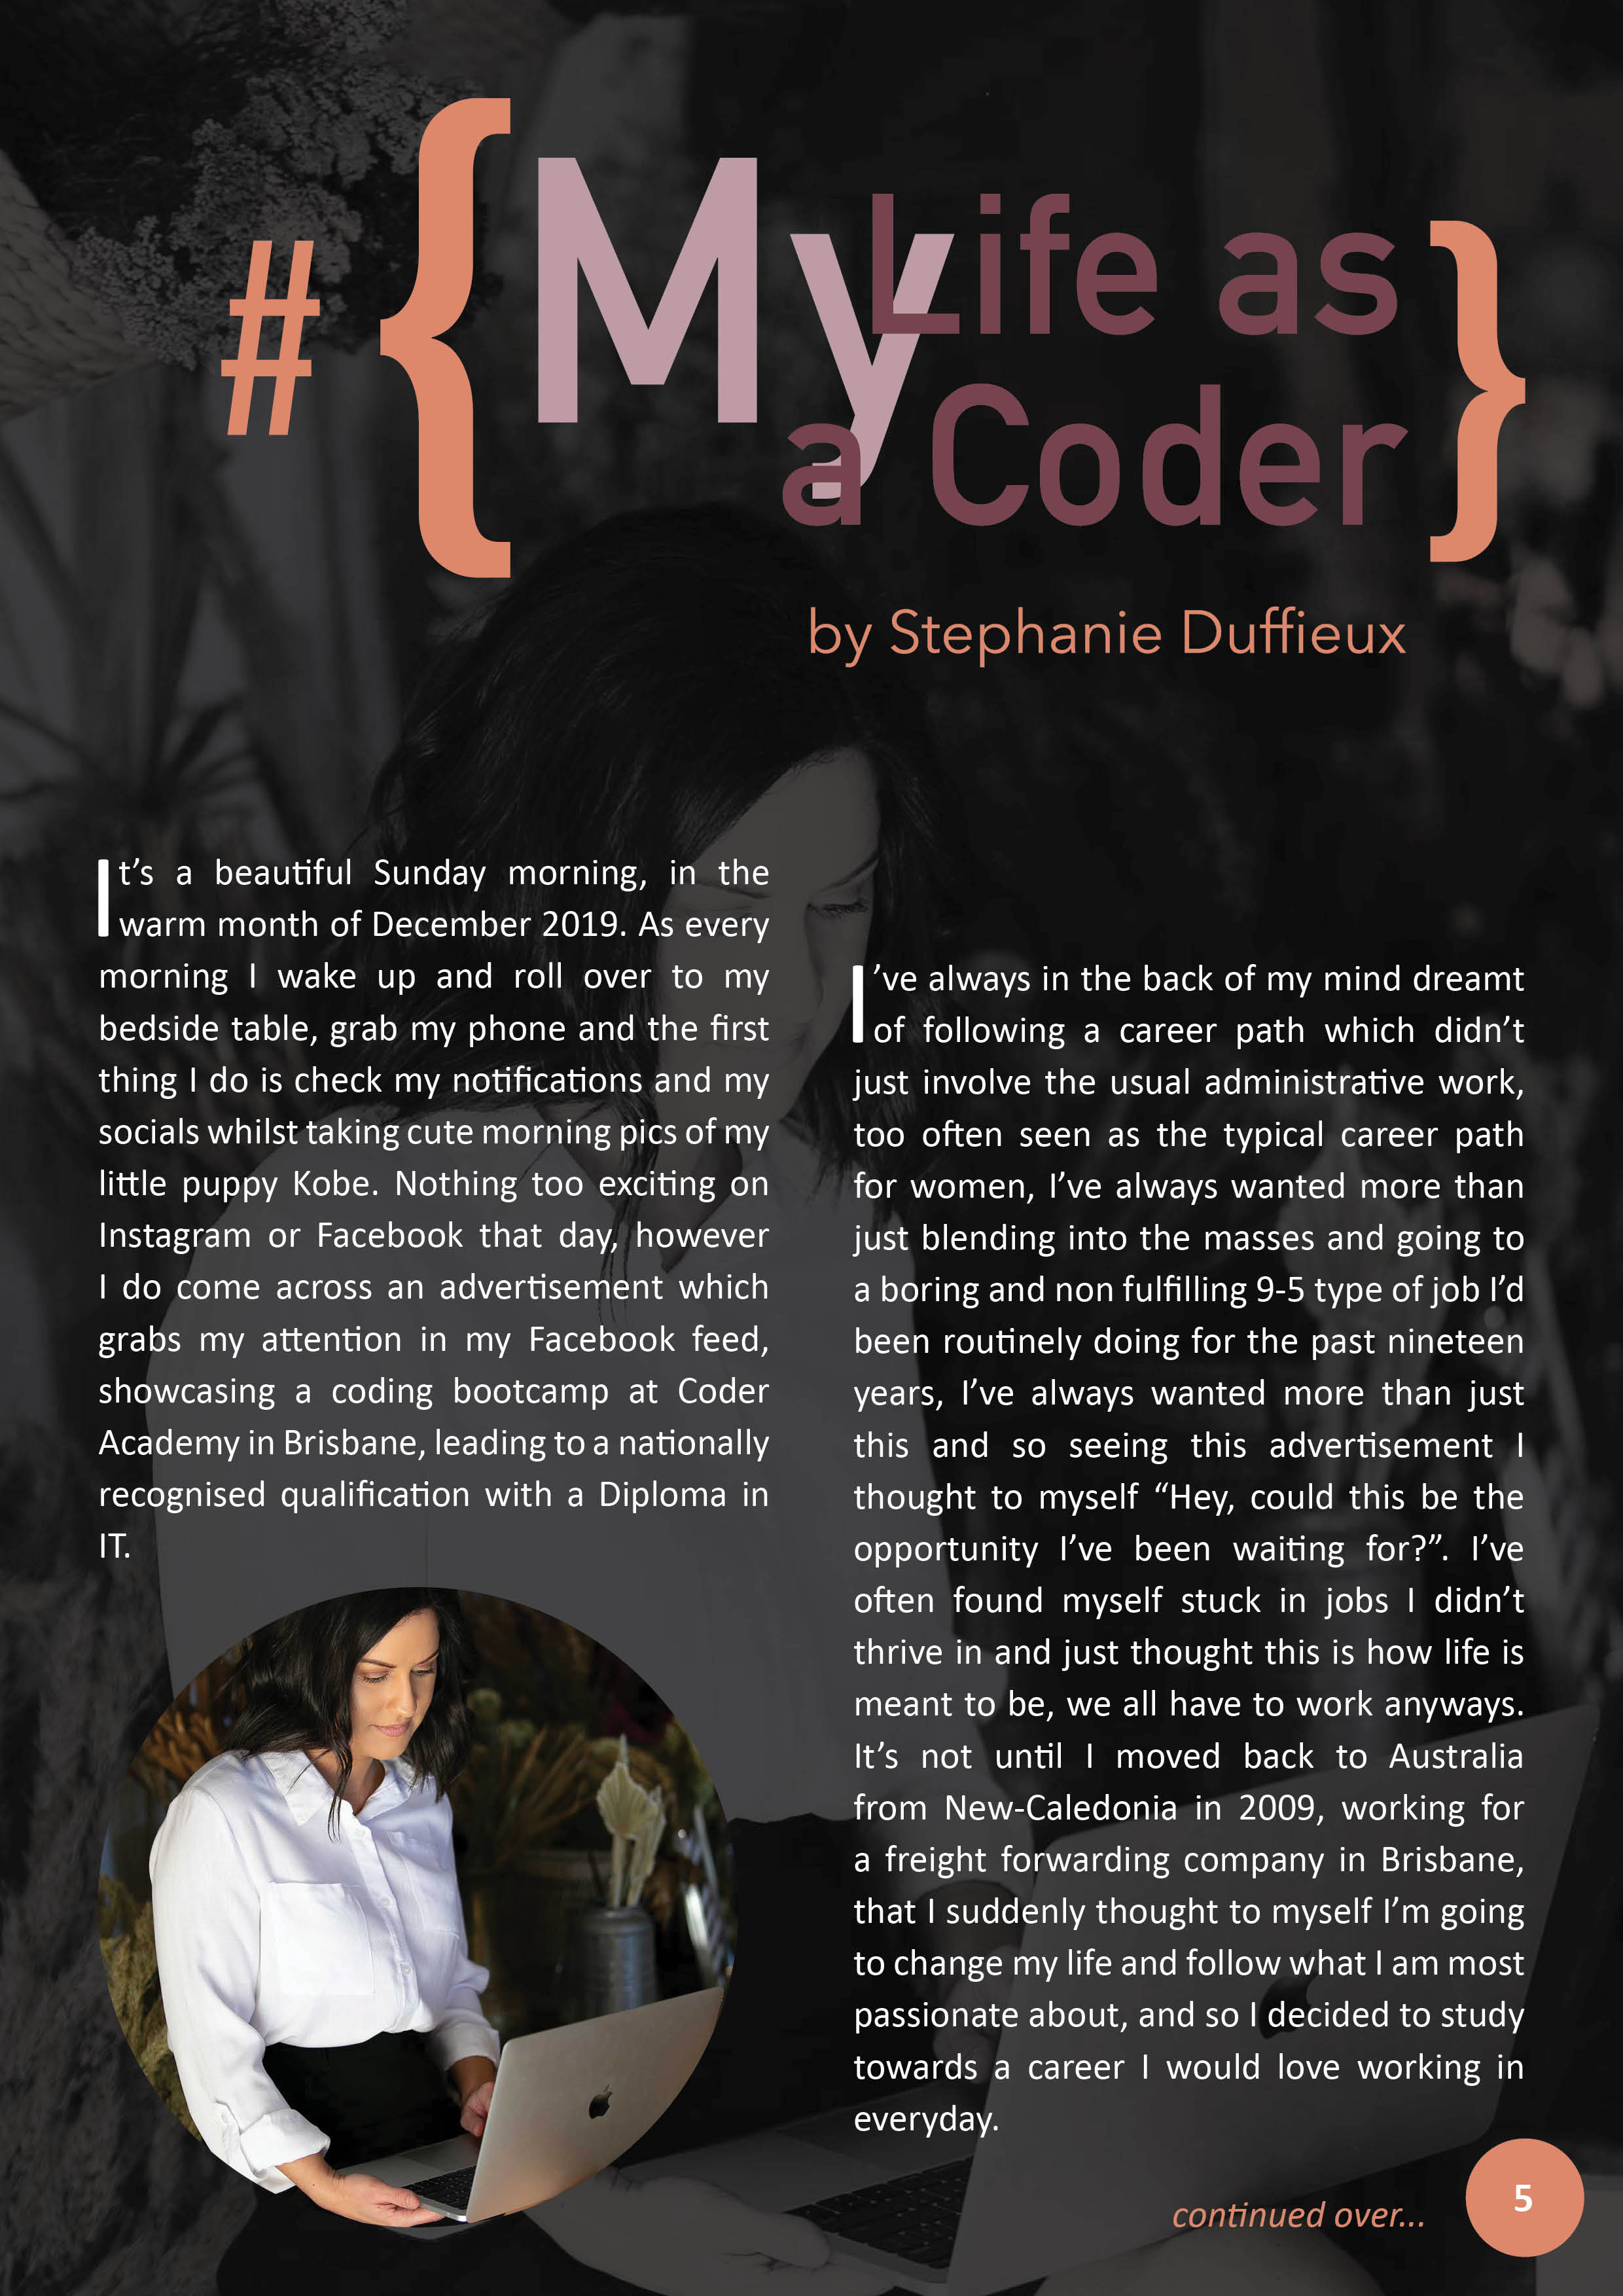 #{My Life as
a Coder}
by Stephanie Duffieux
It’s a beautiful Sunday morning, in the
warm month of December 2019. As every
morning I wake up and roll over to my
bedside table, grab my phone and the first
thing I do is check my notifications and my
socials whilst taking cute morning pics of my
little puppy Kobe. Nothing too exciting on
Instagram or Facebook that day, however
I do come across an advertisement which
grabs my attention in my Facebook feed,
showcasing a coding bootcamp at Coder
Academy in Brisbane, leading to a nationally
recognised qualification with a Diploma in
IT.
I’ve always in the back of my mind dreamt
of following a career path which didn’t
just involve the usual administrative work,
too often seen as the typical career path
for women, I’ve always wanted more than
just blending into the masses and going to
a boring and non fulfilling 9-5 type of job I’d
been routinely doing for the past nineteen
years, I’ve always wanted more than just
this and so seeing this advertisement I
thought to myself “Hey, could this be the
opportunity I’ve been waiting for?”. I’ve
often found myself stuck in jobs I didn’t
thrive in and just thought this is how life is
meant to be, we all have to work anyways.
It’s not until I moved back to Australia
from New-Caledonia in 2009, working for
a freight forwarding company in Brisbane,
that I suddenly thought to myself I’m going
to change my life and follow what I am most
passionate about, and so I decided to study
towards a career I would love working in
everyday.
continued over...
5